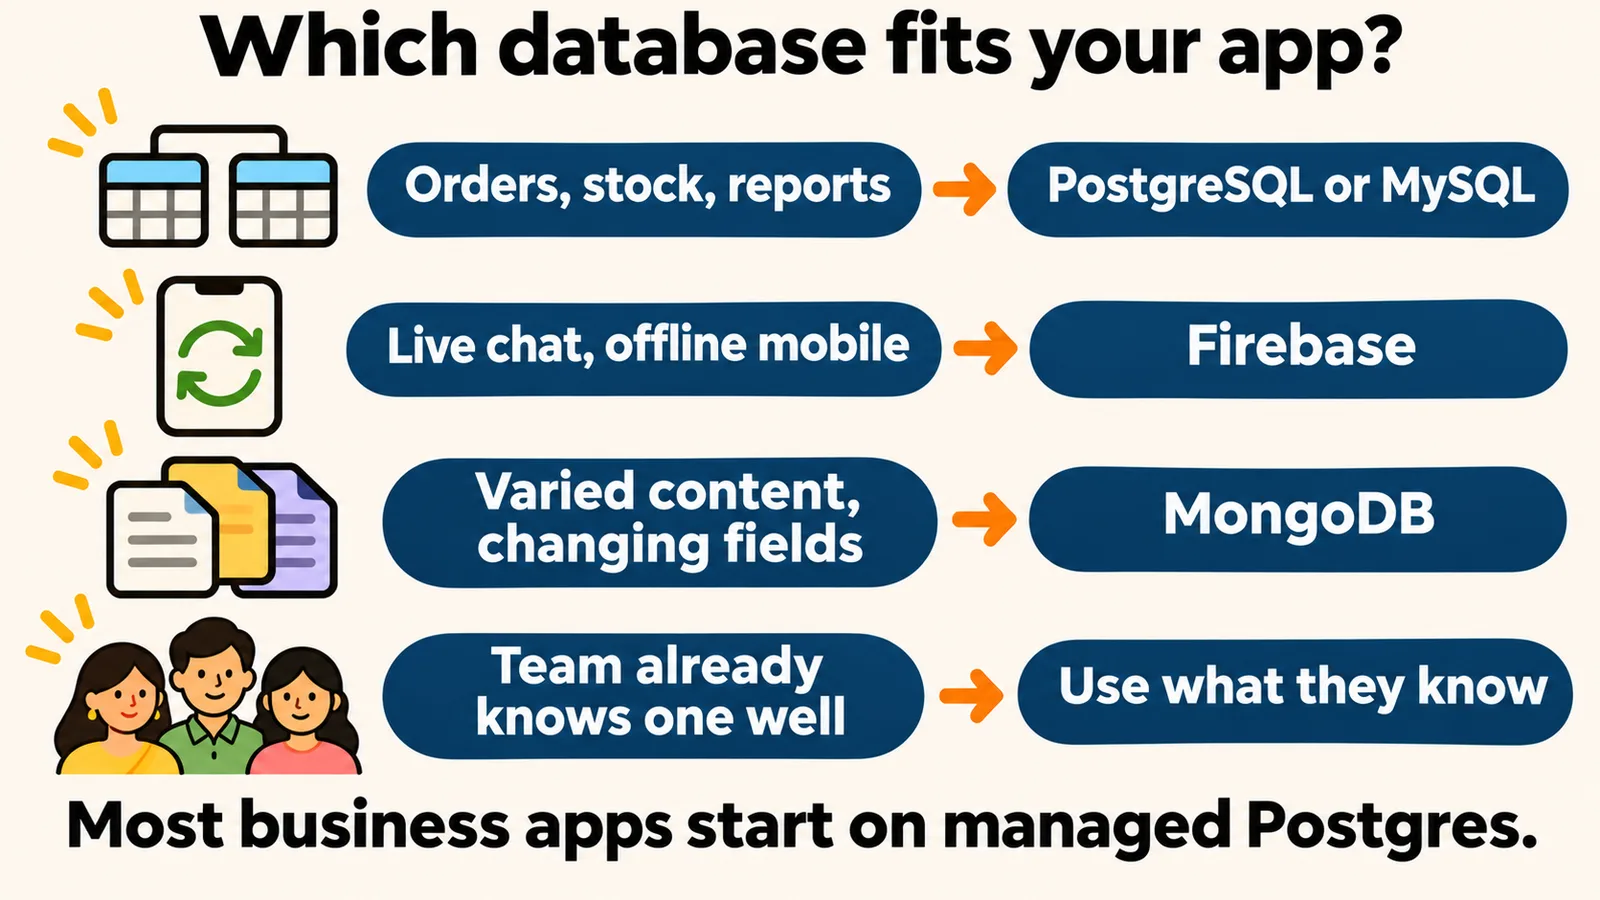 Which database fits your app?
Orders, stock, reports
PostgreSQL or MySQL
Live chat, offline mobile
Firebase
Varied content,
changing fields
MongoDB
Team already
knows one well
Use what they know
Most business apps start on managed Postgres.